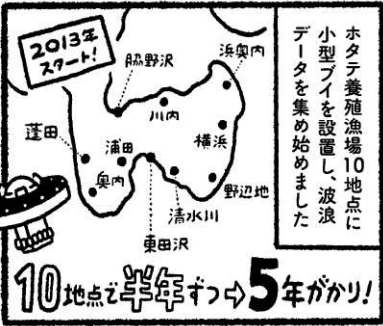 ホタテ養殖漁場10地点に
小型ブイを設置し、波浪
データを集め始めました
2013年
スタート!
脇野沢
浜奥内
川内
横浜
蓬田
浦田
奥内
野辺地
清水川
東田沢
10地点で半年ずつ⇨5年がかり!